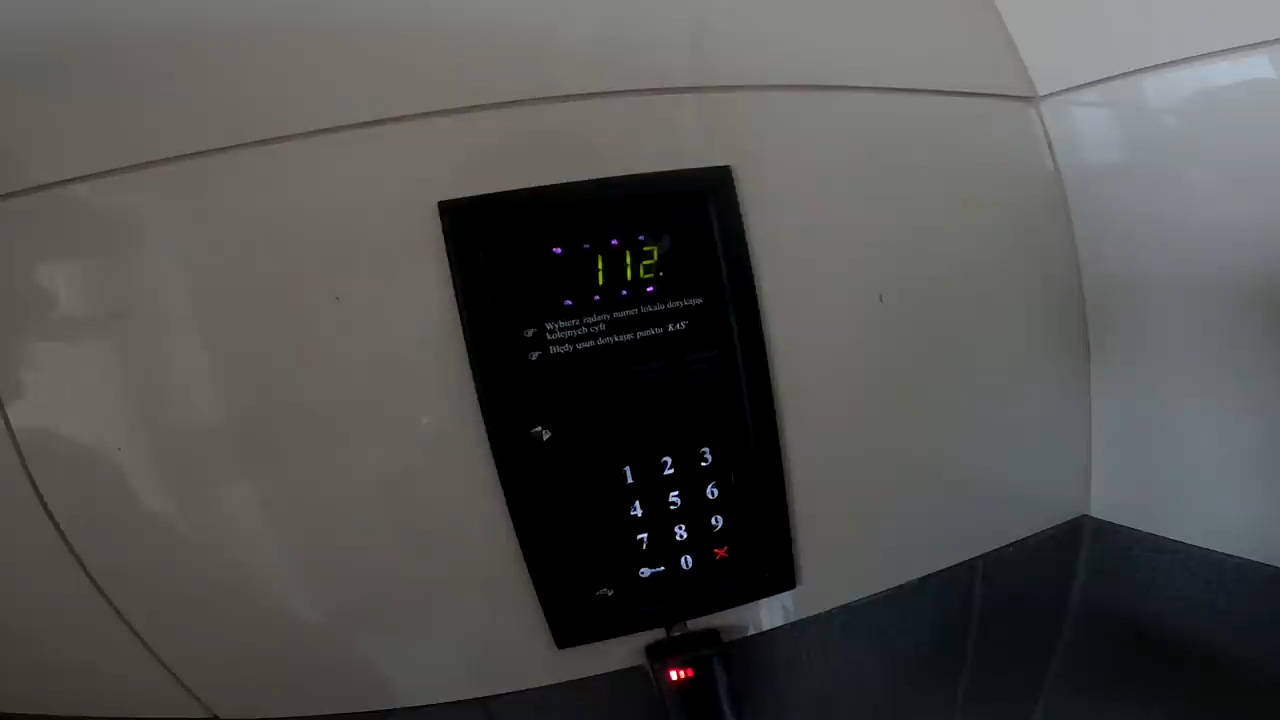 112.
Wybierz żądany numer lokalu dotykając
kolejnych cyfr
Błędy usuń dotykając punktu 'KAS'
1 2 3
4 5 6
7 8 9
0